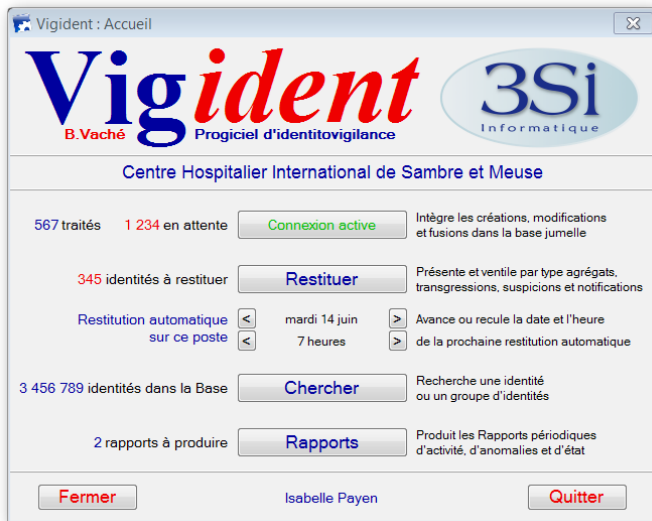 Vigident : Accueil
Vigident
B.Vaché Progiciel d'identitovigilance
3Si
Informatique
Centre Hospitalier International de Sambre et Meuse
567 traités 1 234 en attente Connexion active Intègre les créations, modifications
et fusions dans la base jumelle
345 identités à restituer Restituer Présente et ventile par type agrégats,
transgressions, suspicions et notifications
Restitution automatique < mardi 14 juin > Avance ou recule la date et l'heure
sur ce poste < 7 heures > de la prochaine restitution automatique
3 456 789 identités dans la Base Chercher Recherche une identité
ou un groupe d'identités
2 rapports à produire Rapports Produit les Rapports périodiques
d'activité, d'anomalies et d'état
Fermer Isabelle Payen Quitter